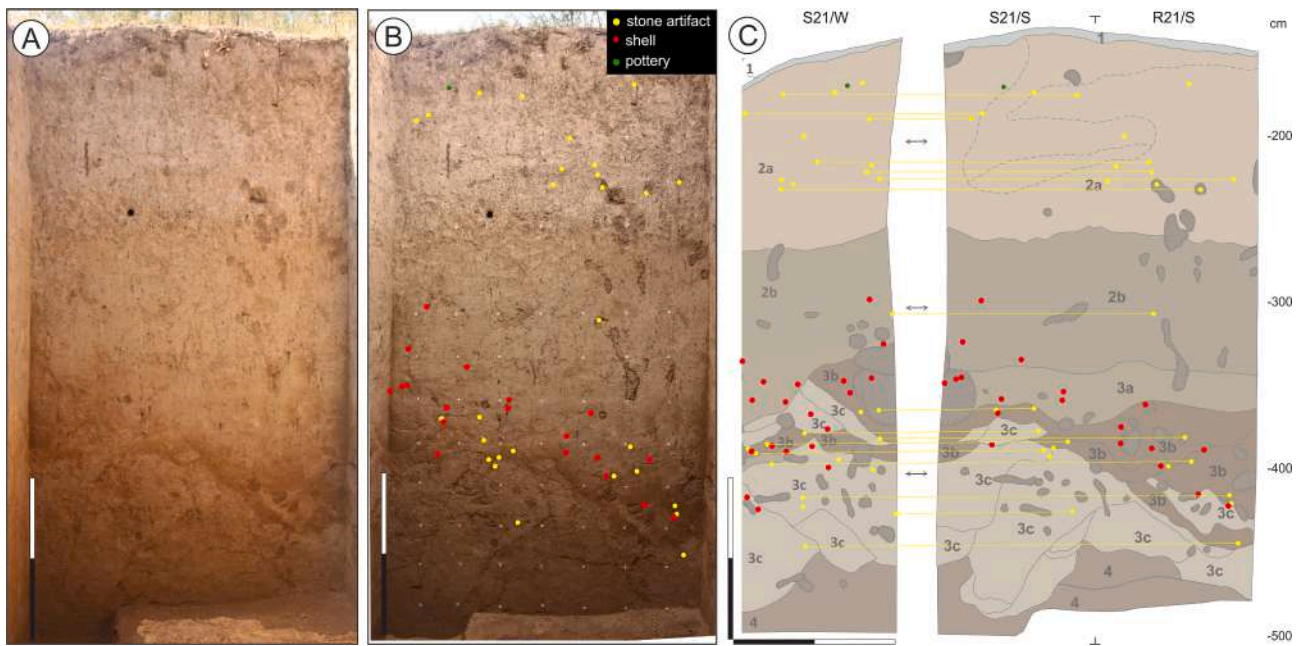 A
B
stone artifact
shell
pottery
C
S21/W
S21/S
R21/S
cm
1
1
2a
2a
-200
2b
2b
-300
3b
3a
3c
3c
3c
3b
3b
3b
3b
3b
-400
3c
3b
3c
3c
3c
3c
3c
4
4
4
-500